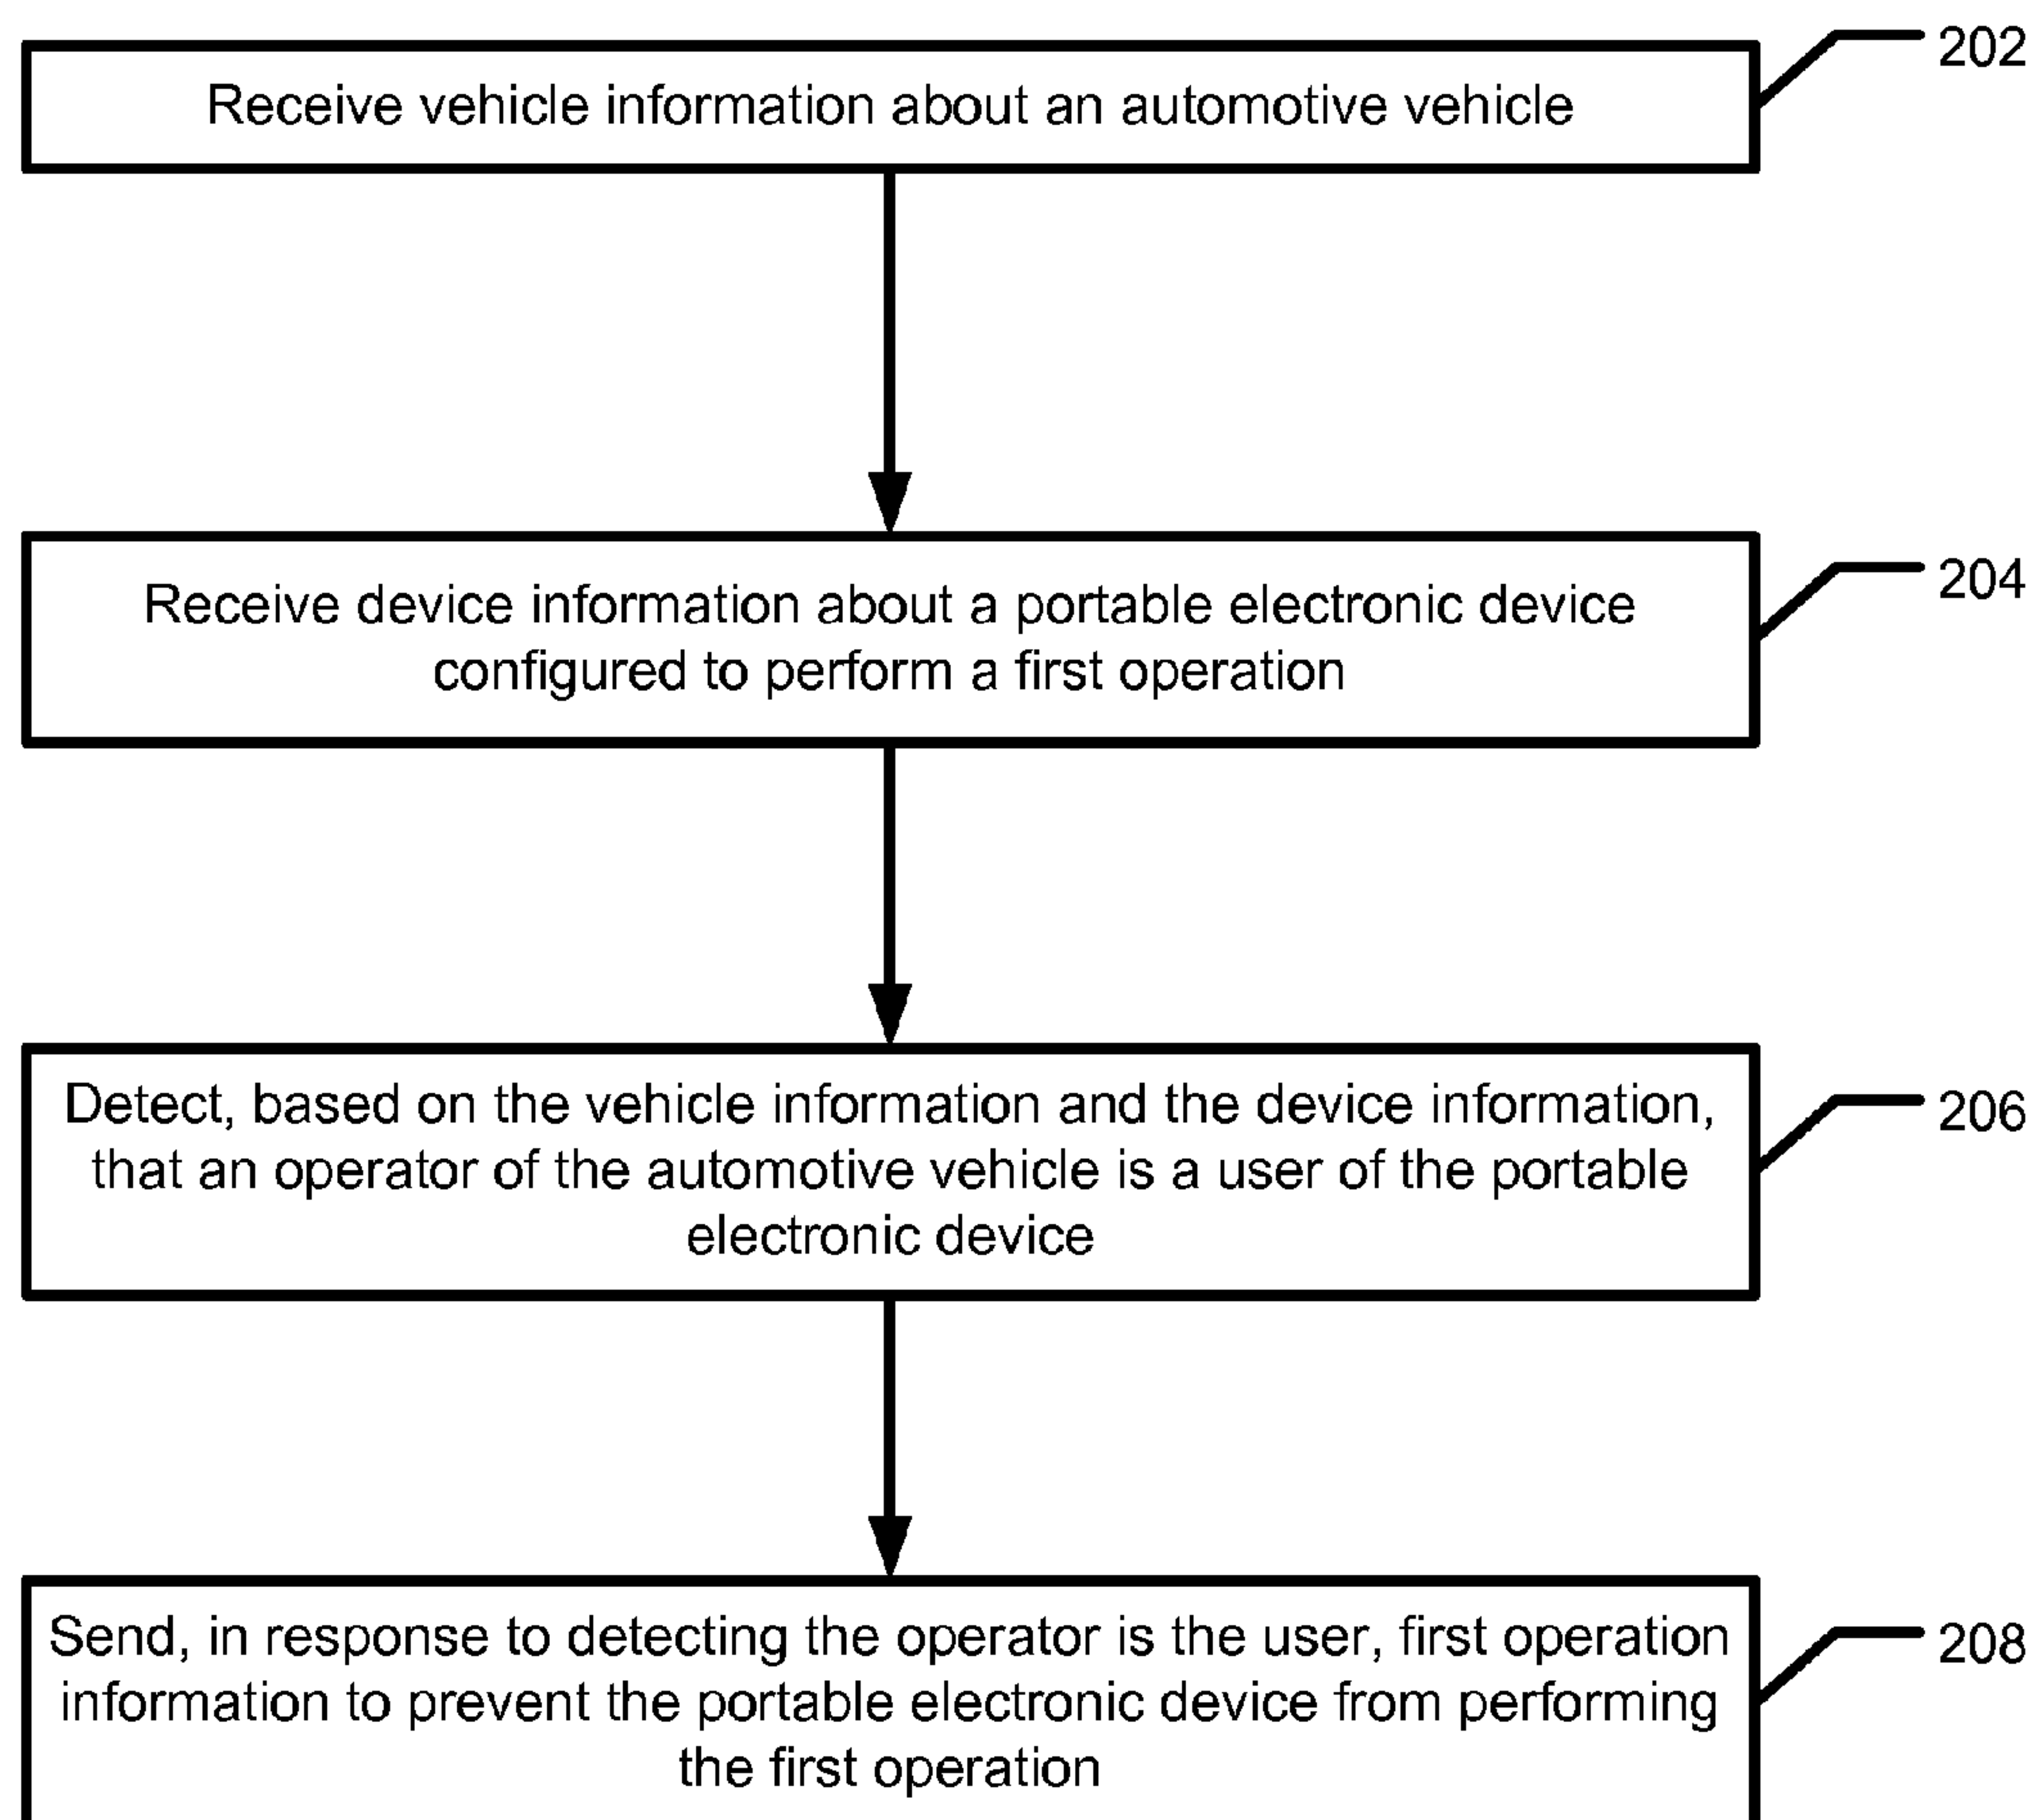 202
Receive vehicle information about an automotive vehicle
204
Receive device information about a portable electronic device
configured to perform a first operation
206
Detect, based on the vehicle information and the device information,
that an operator of the automotive vehicle is a user of the portable
electronic device
208
Send, in response to detecting the operator is the user, first operation
information to prevent the portable electronic device from performing
the first operation